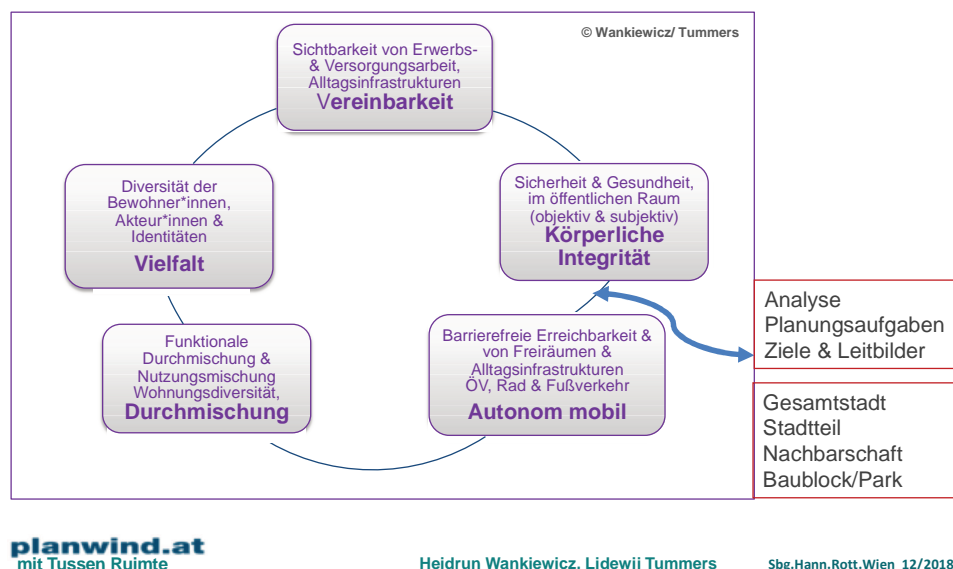 © Wankiewicz/ Tummers
Sichtbarkeit von Erwerbs-
& Versorgungsarbeit,
Alltagsinfrastrukturen
Vereinbarkeit
Sicherheit & Gesundheit,
im öffentlichen Raum
(objektiv & subjektiv)
Körperliche
Integrität
Barrierefreie Erreichbarkeit &
von Freiräumen &
Alltagsinfrastrukturen
ÖV, Rad & Fußverkehr
Autonom mobil
Funktionale
Durchmischung &
Nutzungsmischung
Wohnungsdiversität,
Durchmischung
Diversität der
Bewohner*innen,
Akteur*innen &
Identitäten
Vielfalt
Analyse
Planungsaufgaben
Ziele & Leitbilder
Gesamtstadt
Stadtteil
Nachbarschaft
Baublock/Park
planwind.at
mit Tussen Ruimte
Heidrun Wankiewicz, Lidewij Tummers
Sbg.Hann.Rott.Wien 12/2018